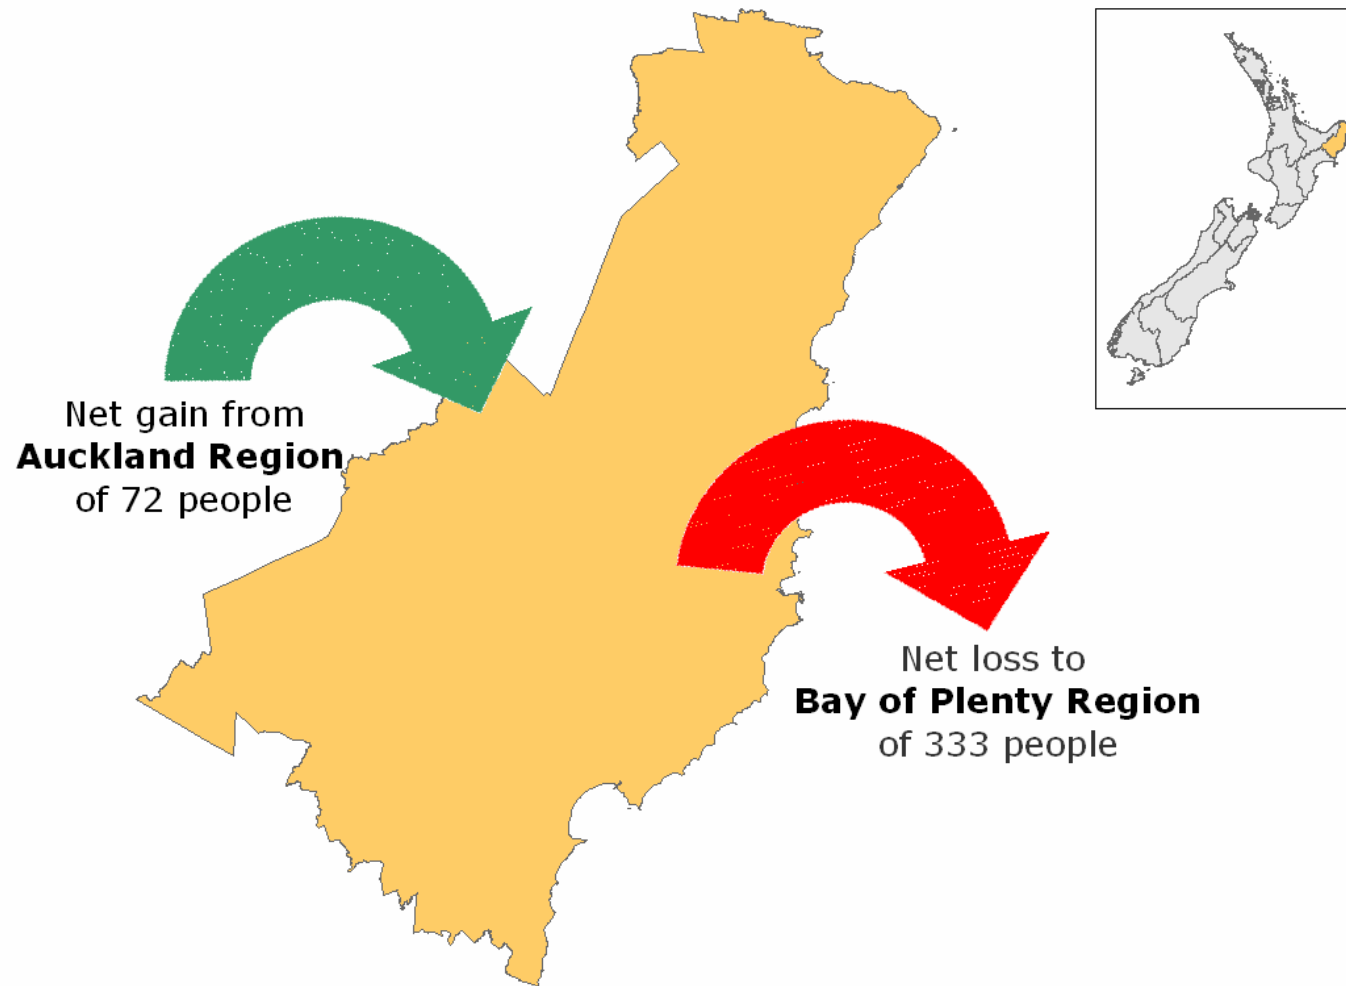 Net gain from
Auckland Region
of 72 people
Net loss to
Bay of Plenty Region
of 333 people